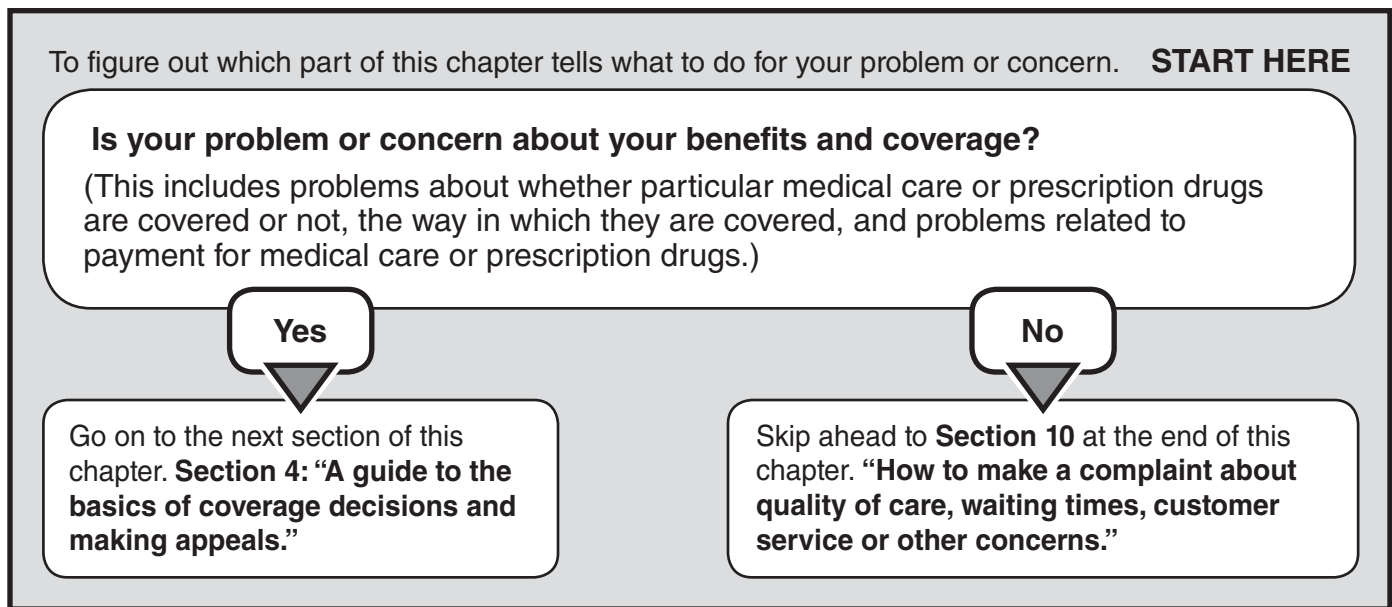 To figure out which part of this chapter tells what to do for your problem or concern. START HERE
Is your problem or concern about your benefits and coverage?
(This includes problems about whether particular medical care or prescription drugs
are covered or not, the way in which they are covered, and problems related to
payment for medical care or prescription drugs.)
Yes
No
Go on to the next section of this
chapter. Section 4: “A guide to the
basics of coverage decisions and
making appeals.”
Skip ahead to Section 10 at the end of this
chapter. “How to make a complaint about
quality of care, waiting times, customer
service or other concerns.”